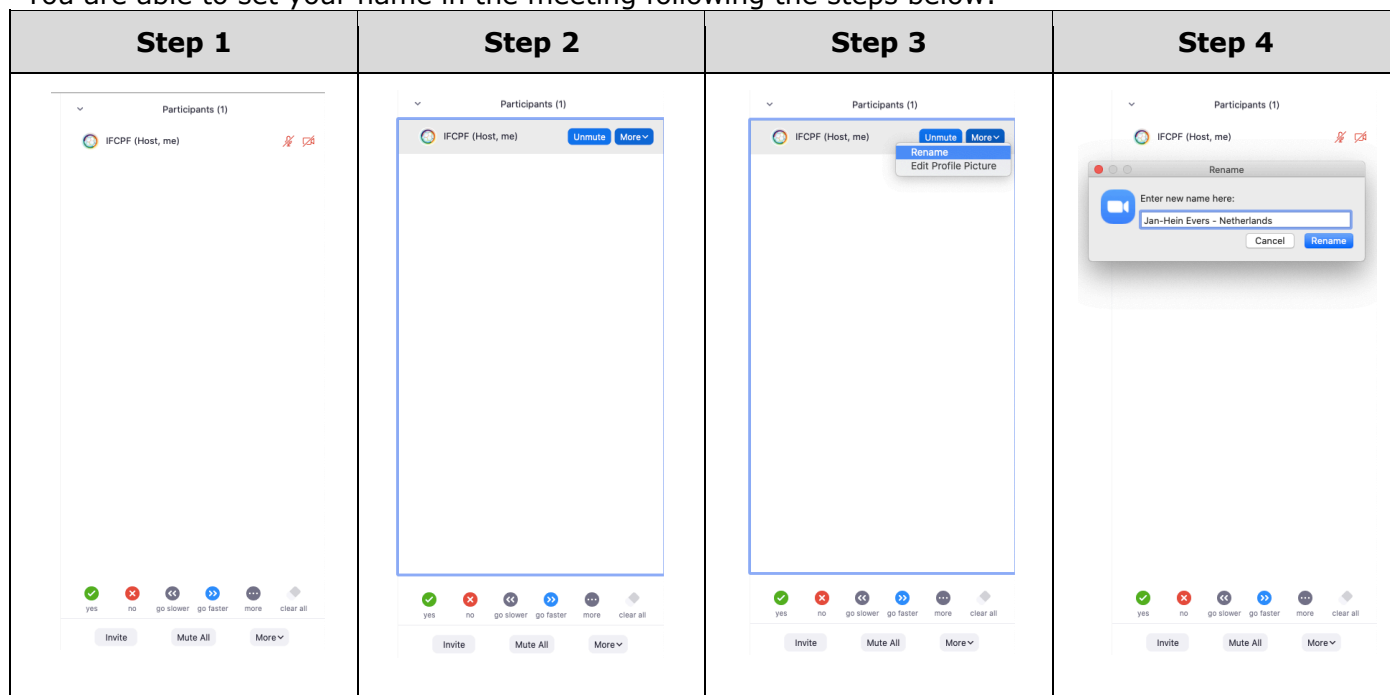 You are able to set your name in the meeting following the steps below:
Step 1
Step 2
Step 3
Step 4
Participants (1)
IFCPF (Host, me)
yes no go slower go faster more clear all
Invite Mute All More
Participants (1)
IFCPF (Host, me) Unmute More
yes no go slower go faster more clear all
Invite Mute All More
Participants (1)
IFCPF (Host, me) Unmute More
Rename
Edit Profile Picture
yes no go slower go faster more clear all
Invite Mute All More
Participants (1)
IFCPF (Host, me)
Rename
Enter new name here:
Jan-Hein Evers - Netherlands
Cancel Rename
yes no go slower go faster more clear all
Invite Mute All More